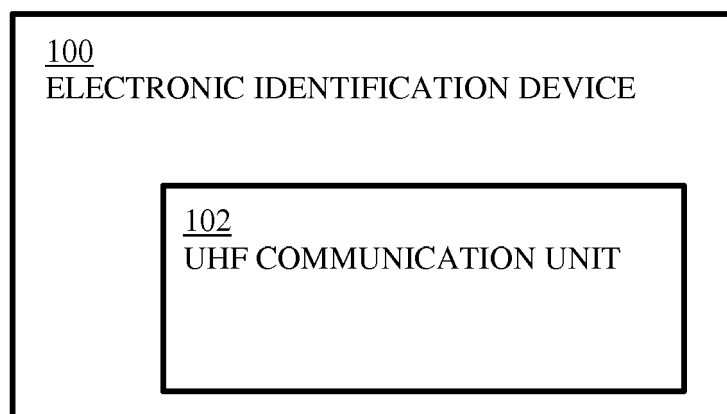 100
ELECTRONIC IDENTIFICATION DEVICE
102
UHF COMMUNICATION UNIT